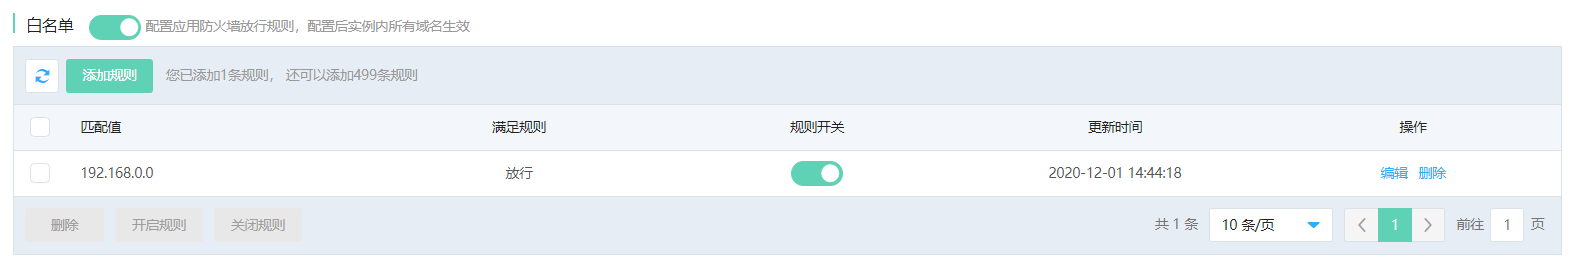 白名单 配置应用防火墙放行规则，配置后实例内所有域名生效
添加规则 您已添加1条规则， 还可以添加499条规则
匹配值 满足规则 规则开关 更新时间 操作
192.168.0.0 放行 2020-12-01 14:44:18 编辑 删除
删除 开启规则 关闭规则 共 1 条 10 条/页 1 前往 1 页